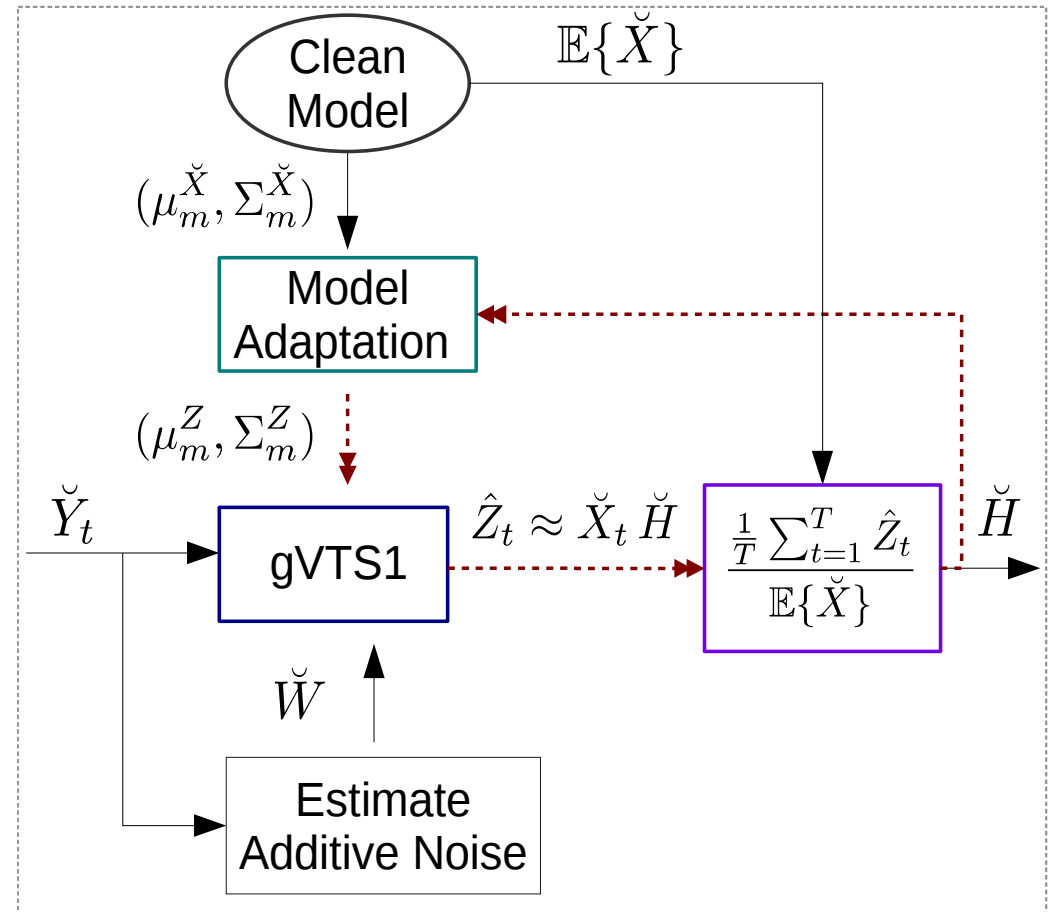 Clean
Model
𝔼{X̆}
(μ_m^X̆, Σ_m^X̆)
Model
Adaptation
(μ_m^Z, Σ_m^Z)
Y̆_t
gVTS1
Ẑ_t ≈ X̆_t H̆
1/T ∑_{t=1}^T Ẑ_t
𝔼{X̆}
H̆
W̆
Estimate
Additive Noise